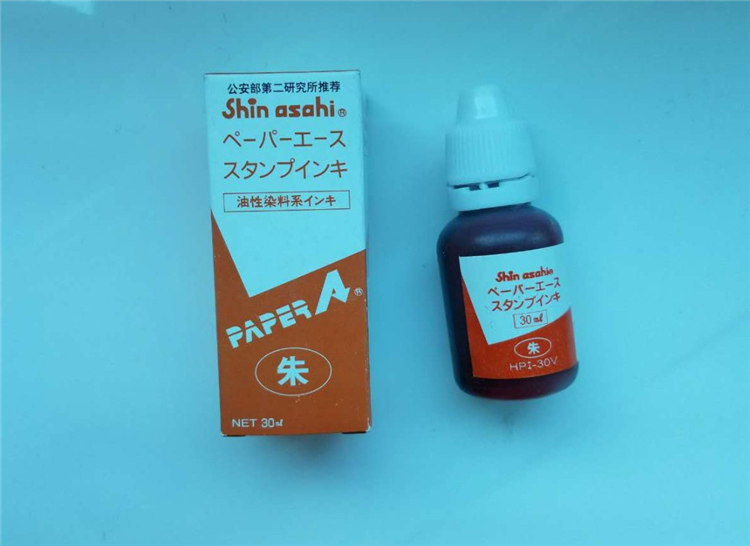 公安部第二研究所推荐
Shin asahi ®
ペーパーエース
スタンプインキ
油性染料系インキ
PAPER A ®
朱
NET 30ml
Shin asahi®
ペーパーエース
スタンプインキ
30ml
朱
HPI-30V